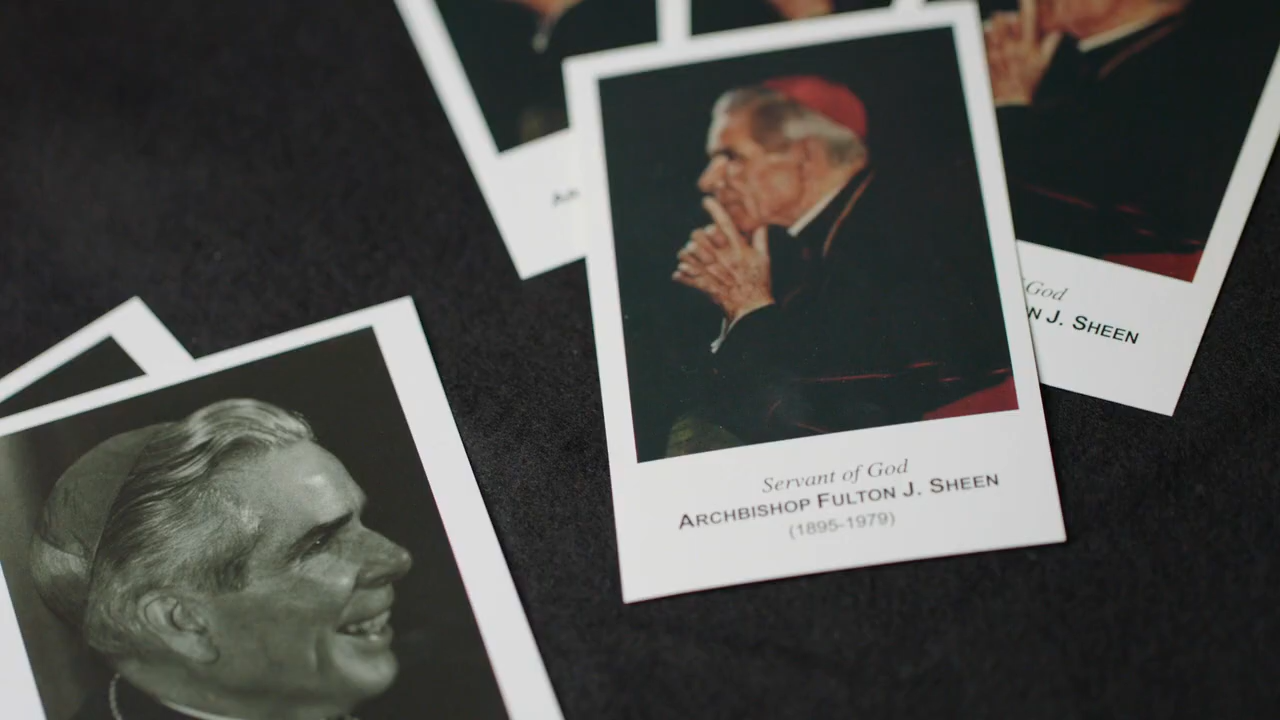 Servant of God
ARCHBISHOP FULTON J. SHEEN
(1895-1979)
God
N J. SHEEN